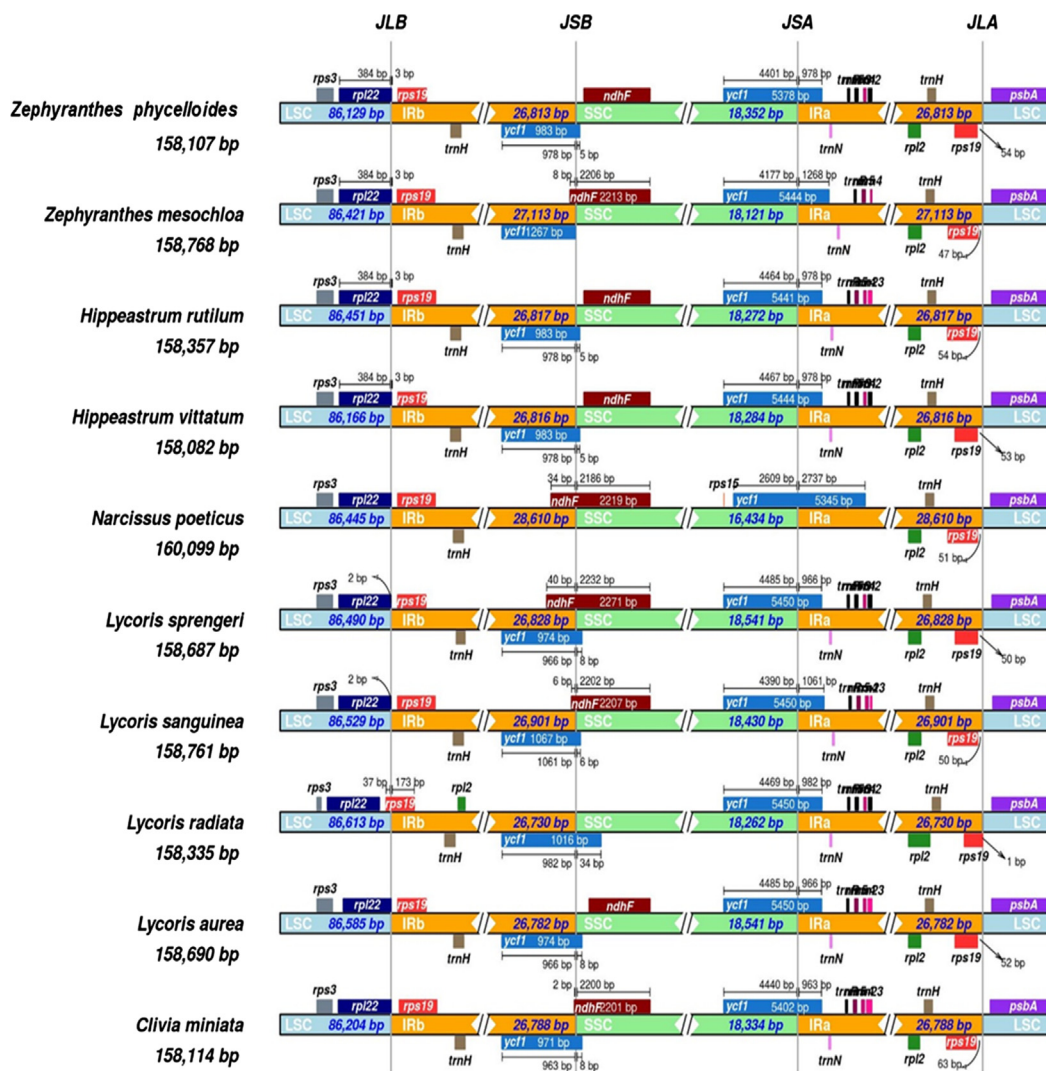 JLB JSB JSA JLA
rps3 384 bp 3 bp 4401 bp 978 bp trnH
rpl22 rps19 ndhF ycf1 5378 bp psbA
Zephyranthes phycelloides LSC 86,129 bp IRb 26,813 bp SSC 18,352 bp IRa 26,813 bp LSC
158,107 bp trnH ycf1 983 bp 978 bp 5 bp trnN rpl2 rps19 54 bp
rps3 384 bp 3 bp 8 bp 2206 bp 4177 bp 1268 bp trnH
rpl22 rps19 ndhF 2213 bp ycf1 5444 bp psbA
Zephyranthes mesochloa LSC 86,421 bp IRb 27,113 bp SSC 18,121 bp IRa 27,113 bp LSC
158,768 bp trnH ycf1 1267 bp trnN rpl2 rps19 47 bp
rps3 384 bp 3 bp 4464 bp 978 bp trnH
rpl22 rps19 ndhF ycf1 5441 bp psbA
Hippeastrum rutilum LSC 86,451 bp IRb 26,817 bp SSC 18,272 bp IRa 26,817 bp LSC
158,357 bp trnH ycf1 983 bp 978 bp 5 bp trnN rpl2 rps19 54 bp
rps3 384 bp 3 bp 4467 bp 978 bp trnH
rpl22 rps19 ndhF ycf1 5444 bp psbA
Hippeastrum vittatum LSC 86,166 bp IRb 26,816 bp SSC 18,284 bp IRa 26,816 bp LSC
158,082 bp trnH ycf1 983 bp 978 bp 5 bp trnN rpl2 rps19 53 bp
rps3 34 bp 2186 bp rps15 2609 bp 2737 bp trnH
rpl22 rps19 ndhF 2219 bp ycf1 5345 bp psbA
Narcissus poeticus LSC 86,445 bp IRb 28,610 bp SSC 16,434 bp IRa 28,610 bp LSC
160,099 bp trnH rpl2 rps19 51 bp
rps3 2 bp 40 bp 2232 bp 4485 bp 966 bp trnH
rpl22 rps19 ndhF 2271 bp ycf1 5450 bp psbA
Lycoris sprengeri LSC 86,490 bp IRb 26,828 bp SSC 18,541 bp IRa 26,828 bp LSC
158,687 bp trnH ycf1 974 bp 966 bp 8 bp trnN rpl2 rps19 50 bp
rps3 2 bp 6 bp 2202 bp 4390 bp 1061 bp trnH
rpl22 rps19 ndhF 2207 bp ycf1 5450 bp psbA
Lycoris sanguinea LSC 86,529 bp IRb 26,901 bp SSC 18,430 bp IRa 26,901 bp LSC
158,761 bp trnH ycf1 1067 bp 1061 bp 6 bp trnN rpl2 rps19 50 bp
rps3 37 bp 173 bp rpl2 4469 bp 982 bp trnH
rpl22 rps19 ycf1 5450 bp psbA
Lycoris radiata LSC 86,613 bp IRb 26,730 bp SSC 18,262 bp IRa 26,730 bp LSC
158,335 bp trnH ycf1 1016 bp 982 bp 34 bp trnN rpl2 rps19 1 bp
rps3 4485 bp 966 bp trnH
rpl22 rps19 ndhF ycf1 5450 bp psbA
Lycoris aurea LSC 86,585 bp IRb 26,782 bp SSC 18,541 bp IRa 26,782 bp LSC
158,690 bp trnH ycf1 974 bp 966 bp 8 bp trnN rpl2 rps19 52 bp
rps3 2 bp 2200 bp 4440 bp 963 bp trnH
rpl22 rps19 ndhF 2201 bp ycf1 5402 bp psbA
Clivia miniata LSC 86,204 bp IRb 26,788 bp SSC 18,334 bp IRa 26,788 bp LSC
158,114 bp trnH ycf1 971 bp 963 bp 8 bp trnN rpl2 rps19 63 bp